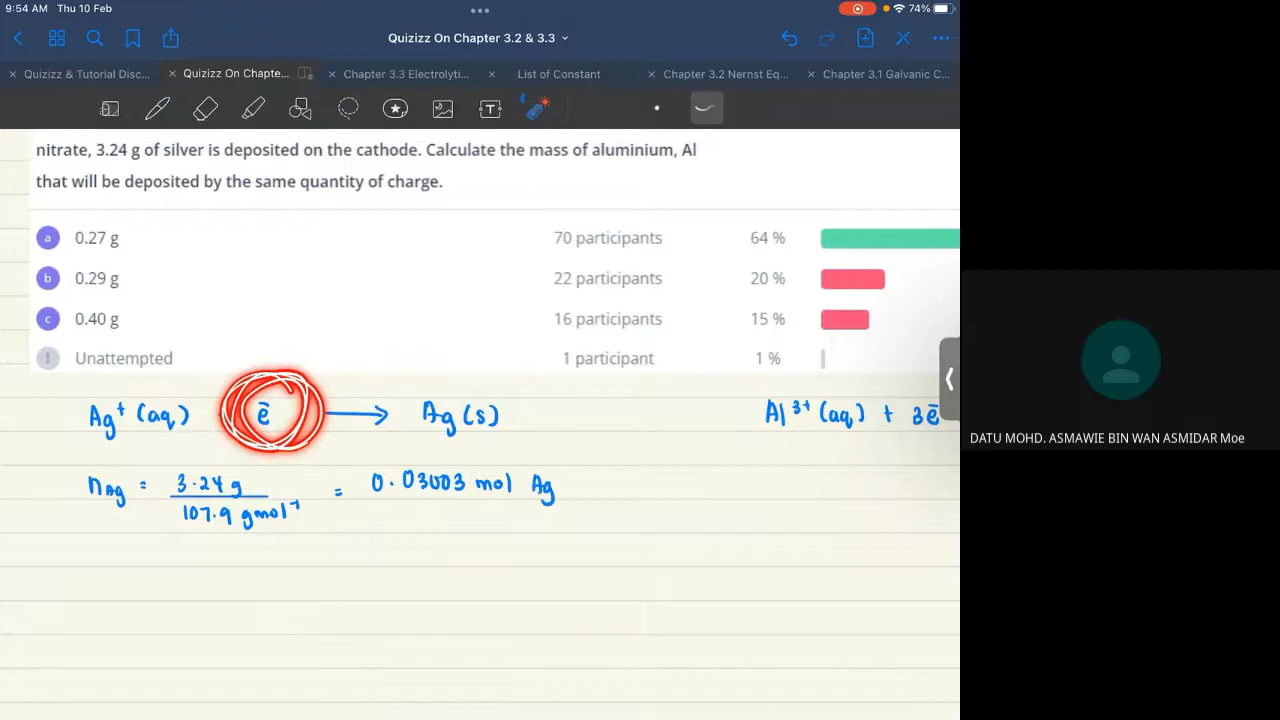 9:54 AM Thu 10 Feb
74%
Quizizz On Chapter 3.2 & 3.3
Quizizz & Tutorial Disc...
Quizizz On Chapte...
Chapter 3.3 Electrolyti...
List of Constant
Chapter 3.2 Nernst Eq...
Chapter 3.1 Galvanic C...
nitrate, 3.24 g of silver is deposited on the cathode. Calculate the mass of aluminium, Al
that will be deposited by the same quantity of charge.
a 0.27 g 70 participants 64 %
b 0.29 g 22 participants 20 %
c 0.40 g 16 participants 15 %
! Unattempted 1 participant 1 %
Ag⁺ (aq) ē → Ag (s)
Al ³⁺ (aq) + 3ē
DATU MOHD. ASMAWIE BIN WAN ASMIDAR Moe
n Ag = 3.24 g / 107.9 gmol⁻¹ = 0.03003 mol Ag